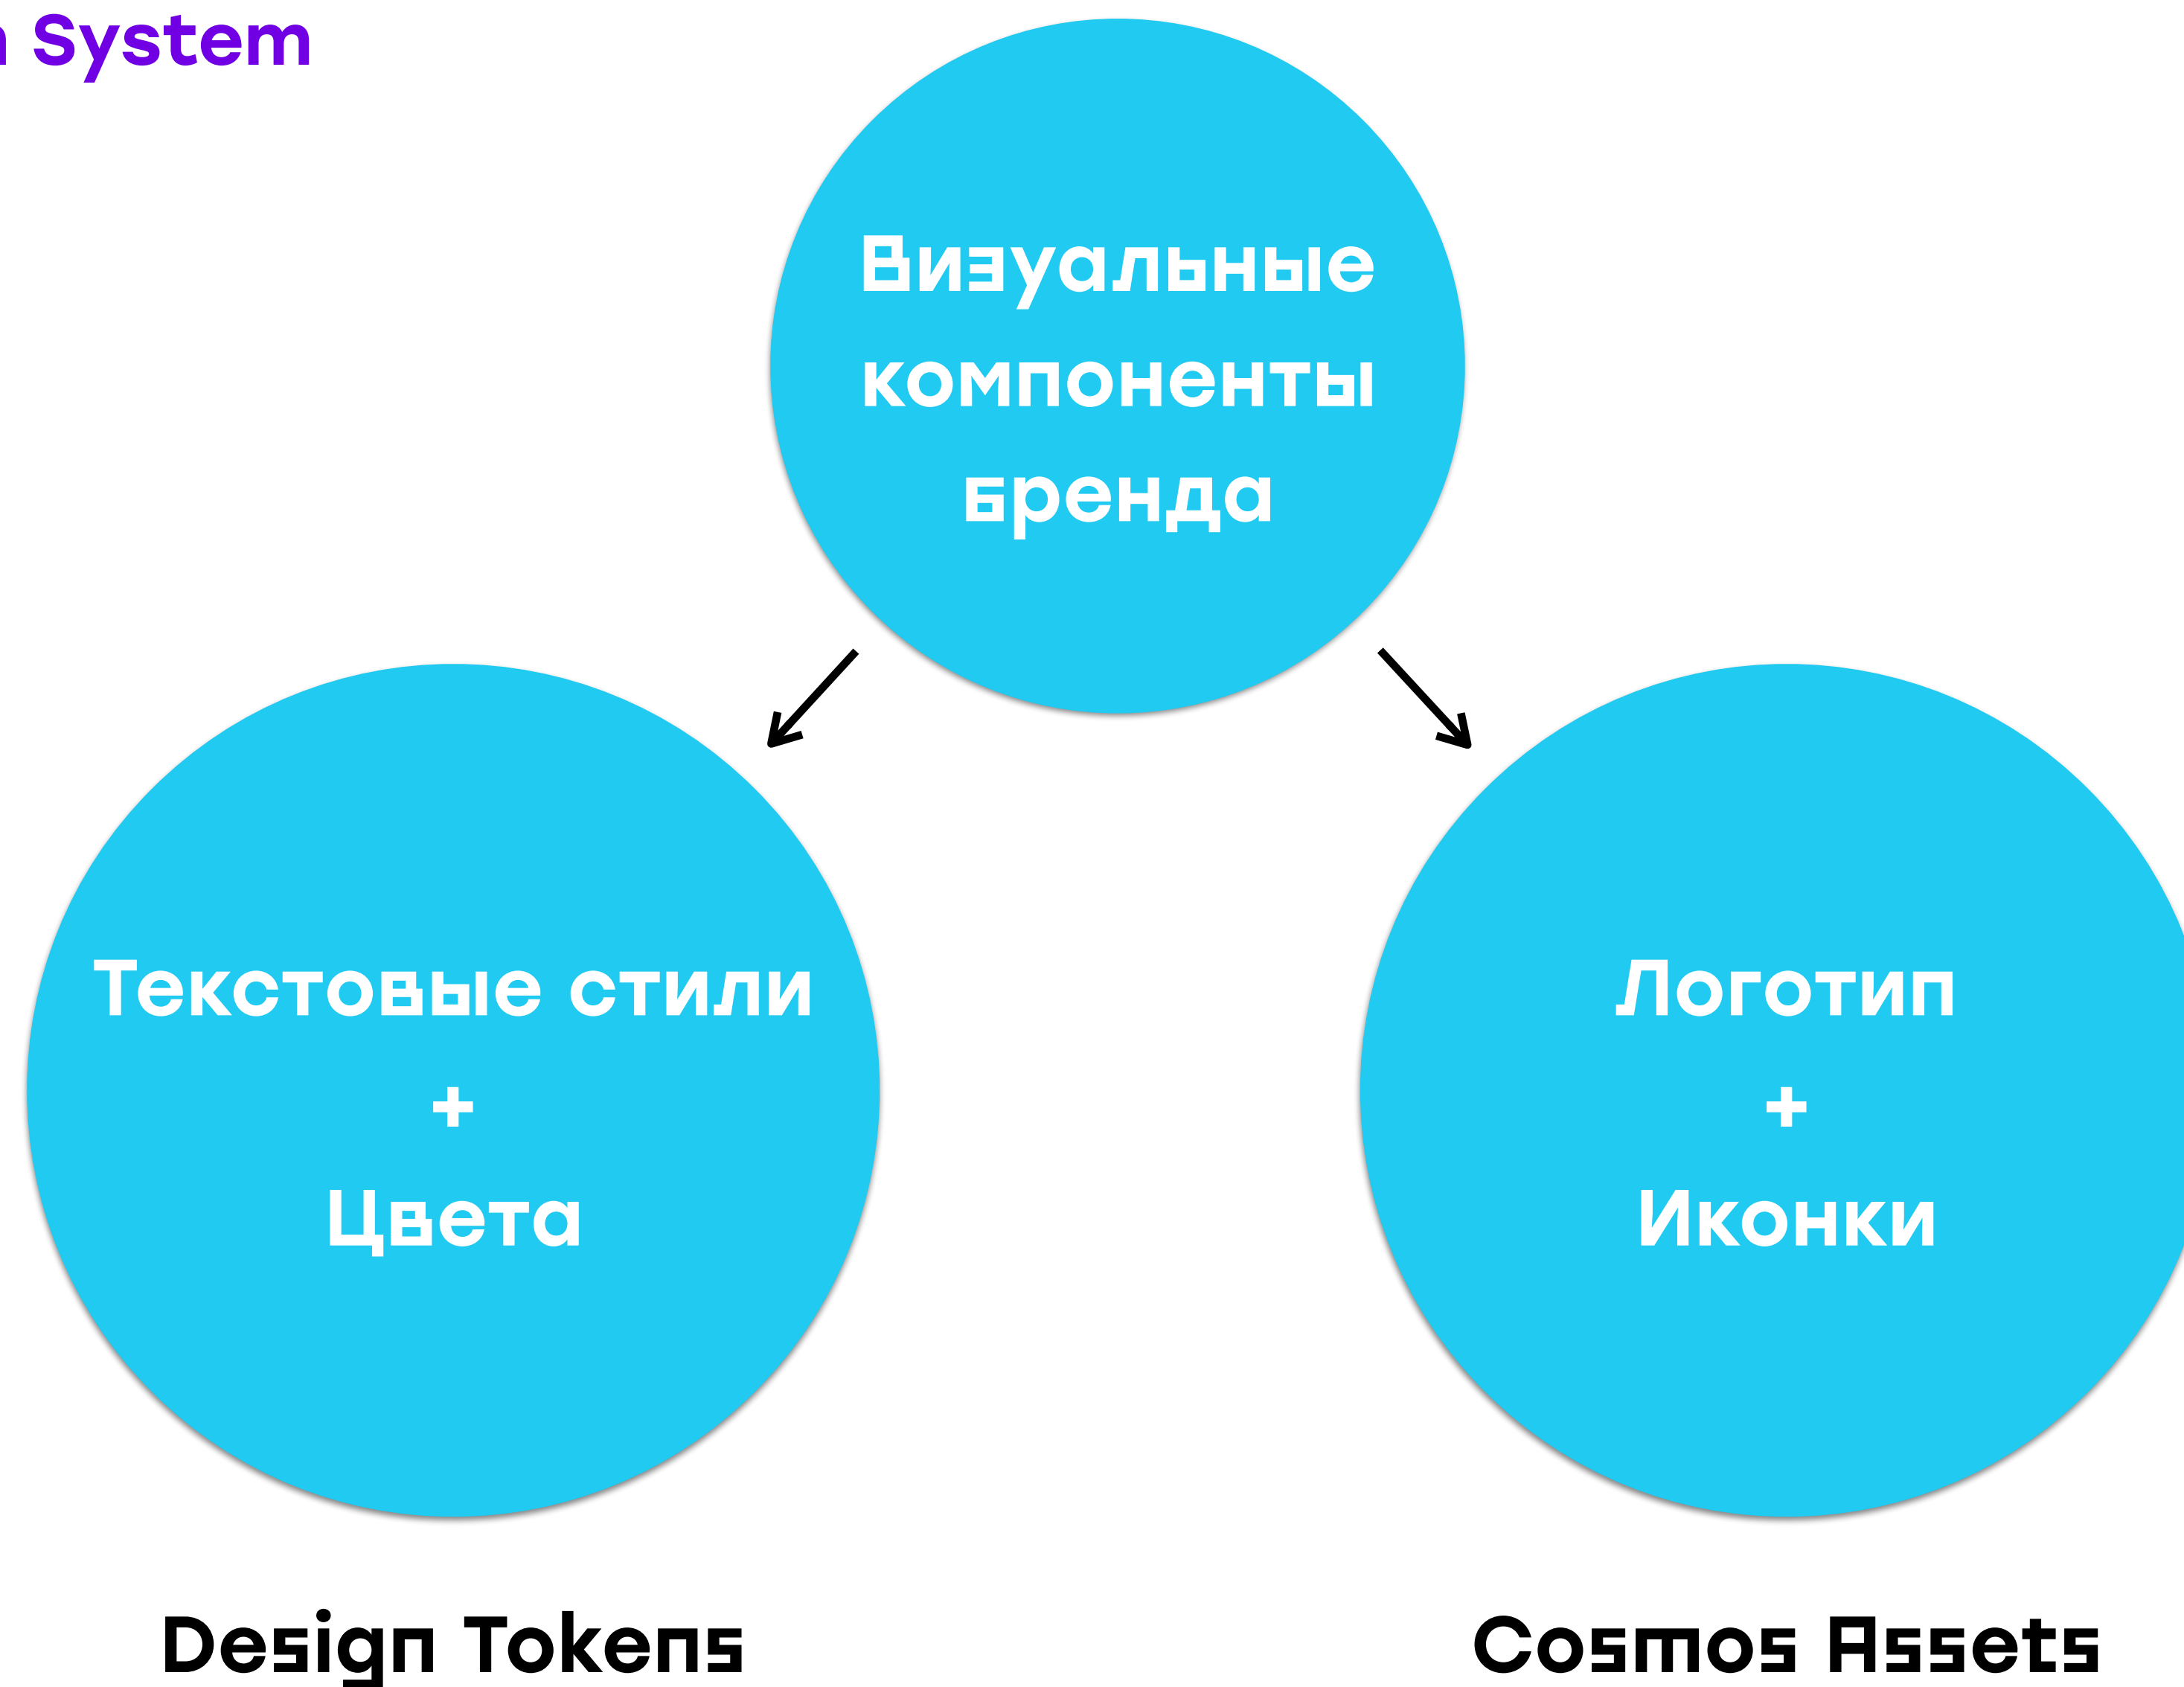 System
Визуальные
компоненты
бренда
Текстовые стили
+
Цвета
Логотип
+
Иконки
Design Tokens
Cosmos Assets